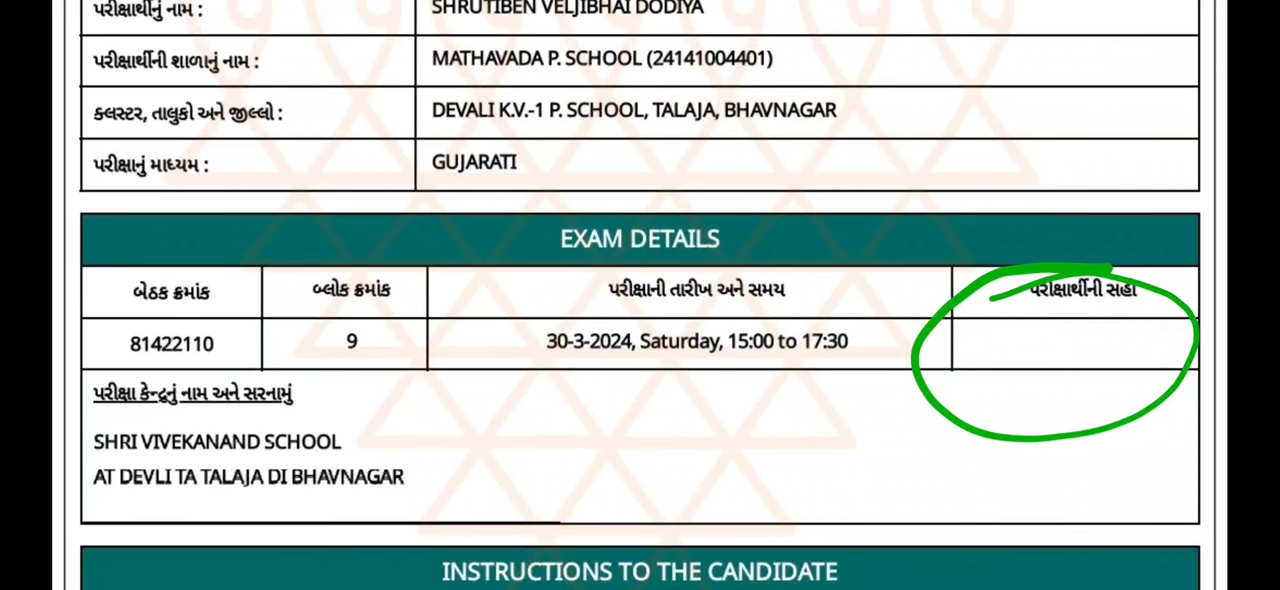 પરીક્ષાર્થીનું નામ : SHRUTIBEN VELJIBHAI DODIYA
પરીક્ષાર્થીની શાળાનું નામ : MATHAVADA P. SCHOOL (24141004401)
ક્લસ્ટર, તાલુકો અને જીલ્લો : DEVALI K.V.-1 P. SCHOOL, TALAJA, BHAVNAGAR
પરીક્ષાનું માધ્યમ : GUJARATI
EXAM DETAILS
બેઠક ક્રમાંક બ્લોક ક્રમાંક પરીક્ષાની તારીખ અને સમય પરીક્ષાર્થીની સહી
81422110 9 30-3-2024, Saturday, 15:00 to 17:30
પરીક્ષા કેન્દ્રનું નામ અને સરનામું
SHRI VIVEKANAND SCHOOL
AT DEVLI TA TALAJA DI BHAVNAGAR
INSTRUCTIONS TO THE CANDIDATE